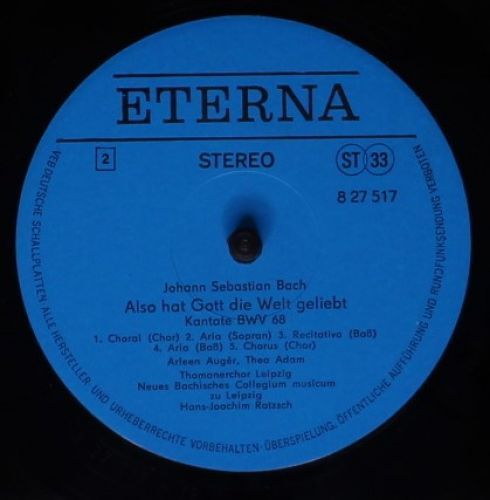 ETERNA
2 STEREO ST 33
8 27 517
Johann Sebastian Bach
Also hat Gott die Welt geliebt
Kantate BWV 68
1. Choral (Chor) 2. Aria (Sopran) 3. Recitativo (Baß)
4. Aria (Baß) 5. Chorus (Chor)
Arleen Augér, Theo Adam
Thomanerchor Leipzig
Neues Bachisches Collegium musicum
zu Leipzig
Hans-Joachim Rotzsch
VEB DEUTSCHE SCHALLPLATTEN ALLE HERSTELLER- UND URHEBERRECHTE VORBEHALTEN · ÜBERSPIELUNG, ÖFFENTLICHE AUFFÜHRUNG UND RUNDFUNKSENDUNG VERBOTEN